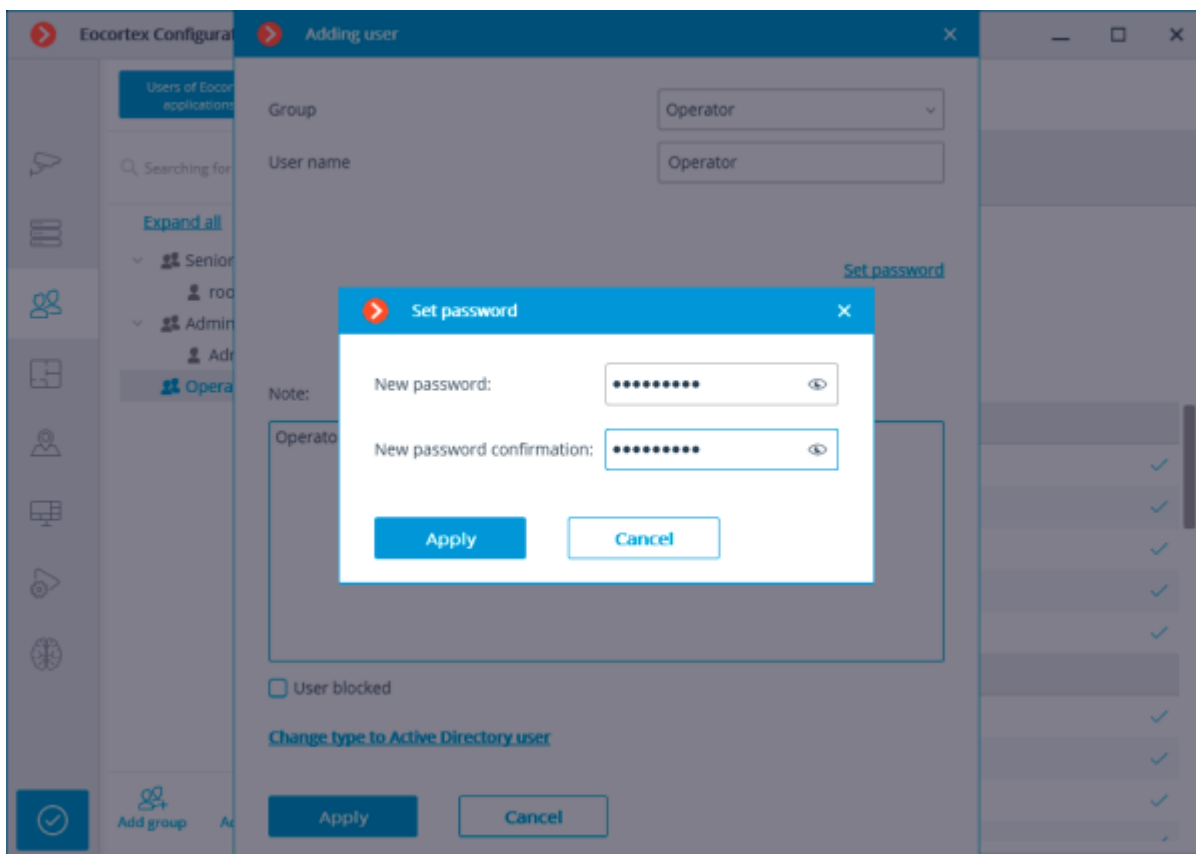 Eocortex Configurat
Adding user
Users of Eocor
applications
Group
Operator
Searching for
User name
Operator
Expand all
Senior
Set password
roo
Admin
Adr
Opera
Set password
New password:
Note:
Operato
New password confirmation:
Apply
Cancel
User blocked
Change type to Active Directory user
Add group
Ac
Apply
Cancel